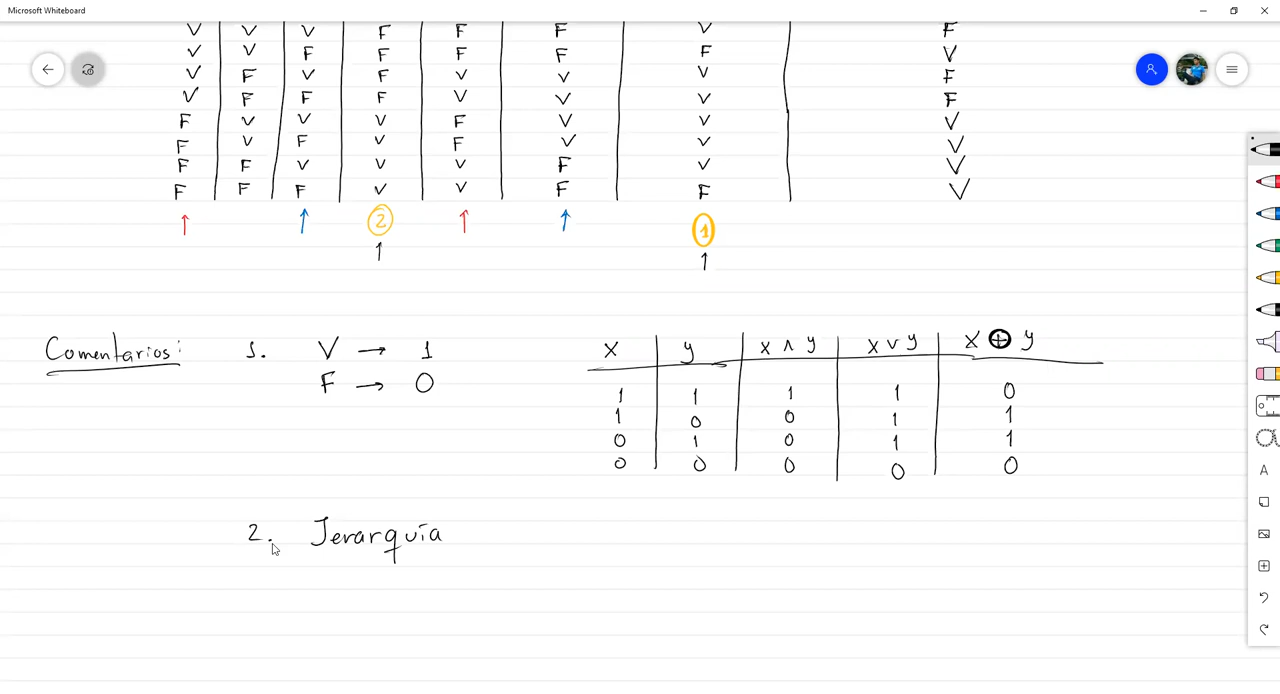 Microsoft Whiteboard
V V V F F F V F
V V F F F F F V
V F V F V V V F
V F F F V V V F
F V V V F V V V
F V F V F V V V
F F V V V F V V
F F F V V F F V
↑ ↑ 2 ↑ ↑ 1
↑ ↑
Comentarios: 1. V → 1
F → 0
x y x ∧ y x ∨ y x ⊕ y
1 1 1 1 0
1 0 0 1 1
0 1 0 1 1
0 0 0 0 0
2. Jerarquía
A